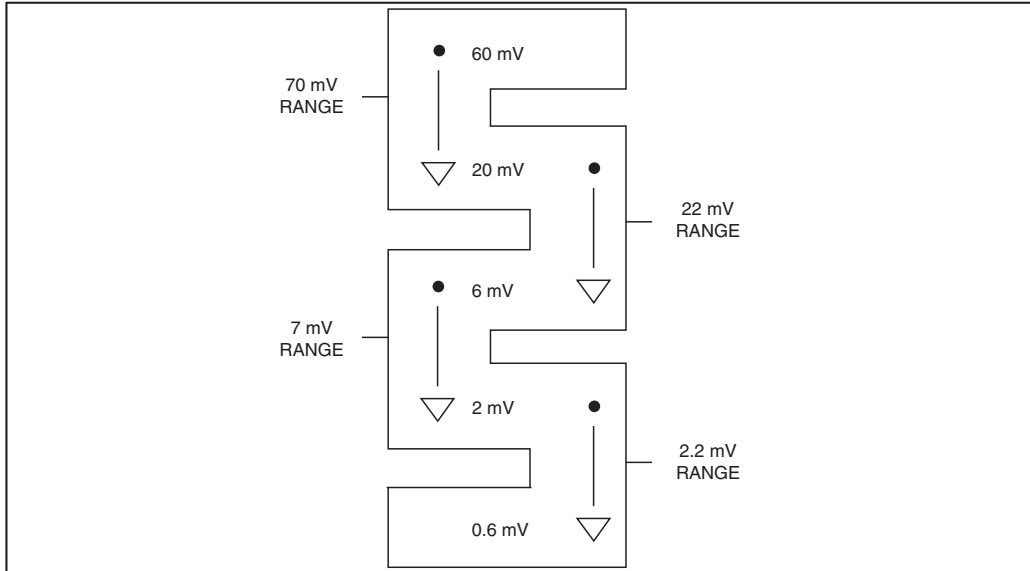 60 mV
70 mV
RANGE
20 mV
22 mV
RANGE
6 mV
7 mV
RANGE
2 mV
2.2 mV
RANGE
0.6 mV